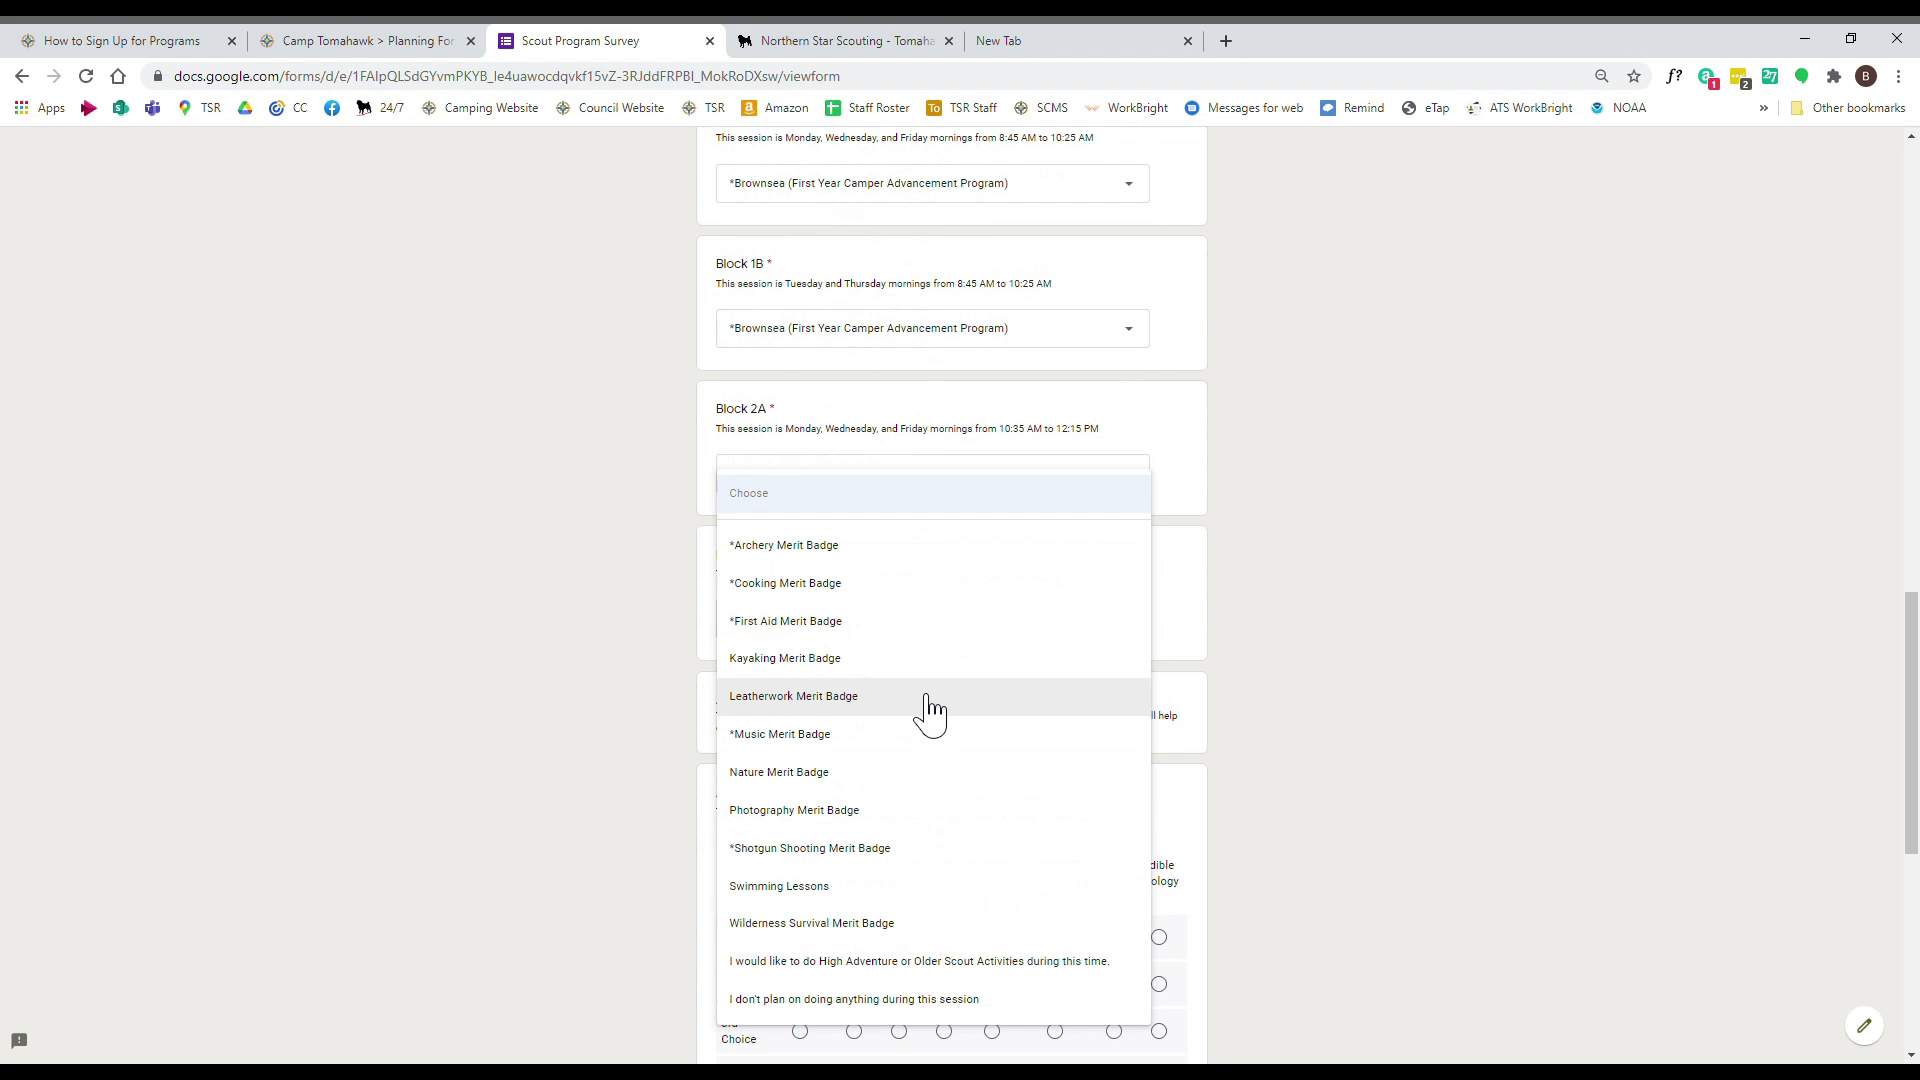 How to Sign Up for Programs
Camp Tomahawk > Planning For
Scout Program Survey
Northern Star Scouting - Tomaha
New Tab
docs.google.com/forms/d/e/1FAIpQLSdGYvmPKYB_Ie4uawocdqvkf15vZ-3RJddFRPBI_MokRoDXsw/viewform
f?
a
1
2
27
B
Apps
TSR
CC
24/7
Camping Website
Council Website
TSR
Amazon
Staff Roster
To
TSR Staff
SCMS
WorkBright
Messages for web
Remind
eTap
ATS WorkBright
NOAA
»
Other bookmarks
This session is Monday, Wednesday, and Friday mornings from 8:45 AM to 10:25 AM
*Brownsea (First Year Camper Advancement Program)
Block 1B *
This session is Tuesday and Thursday mornings from 8:45 AM to 10:25 AM
*Brownsea (First Year Camper Advancement Program)
Block 2A *
This session is Monday, Wednesday, and Friday mornings from 10:35 AM to 12:15 PM
Choose
*Archery Merit Badge
*Cooking Merit Badge
*First Aid Merit Badge
Kayaking Merit Badge
Leatherwork Merit Badge
ll help
*Music Merit Badge
Nature Merit Badge
Photography Merit Badge
*Shotgun Shooting Merit Badge
dible
ology
Swimming Lessons
Wilderness Survival Merit Badge
I would like to do High Adventure or Older Scout Activities during this time.
I don't plan on doing anything during this session
Choice